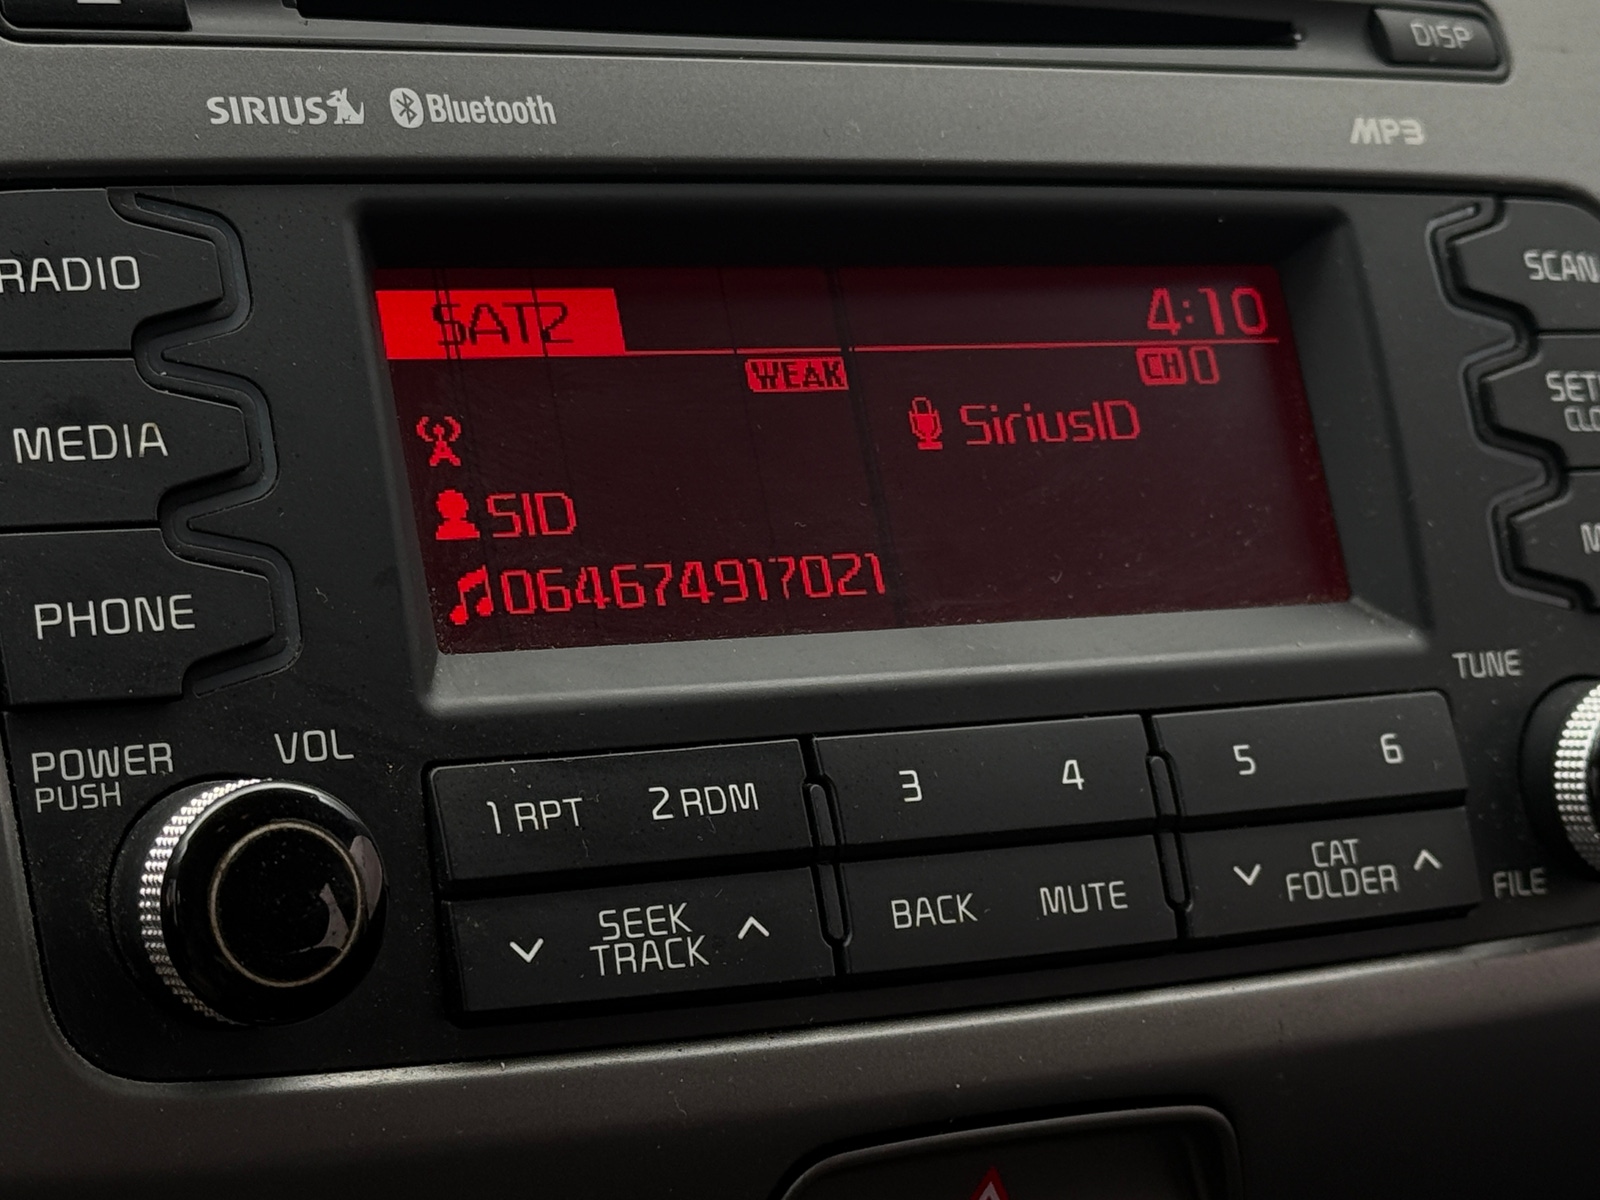 DISP
SIRIUS Bluetooth
MP3
RADIO
MEDIA
PHONE
SAT2
4:10
WEAK
CH 0
SiriusID
SID
064674917021
SCAN
TUNE
FILE
POWER
PUSH
VOL
1 RPT 2 RDM
3 4
5 6
SEEK
TRACK
BACK MUTE
CAT
FOLDER